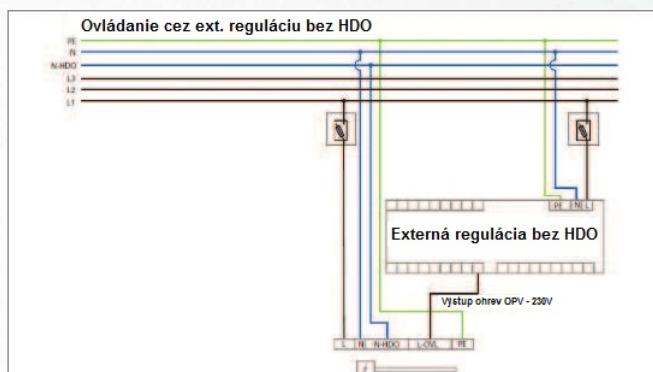 Ovládanie cez ext. reguláciu bez HDO
PE
N
N-HDO
L3
L2
L1
PE N L
Externá regulácia bez HDO
Výstup ohrev OPV - 230V
L N N-HDO L-OVL PE